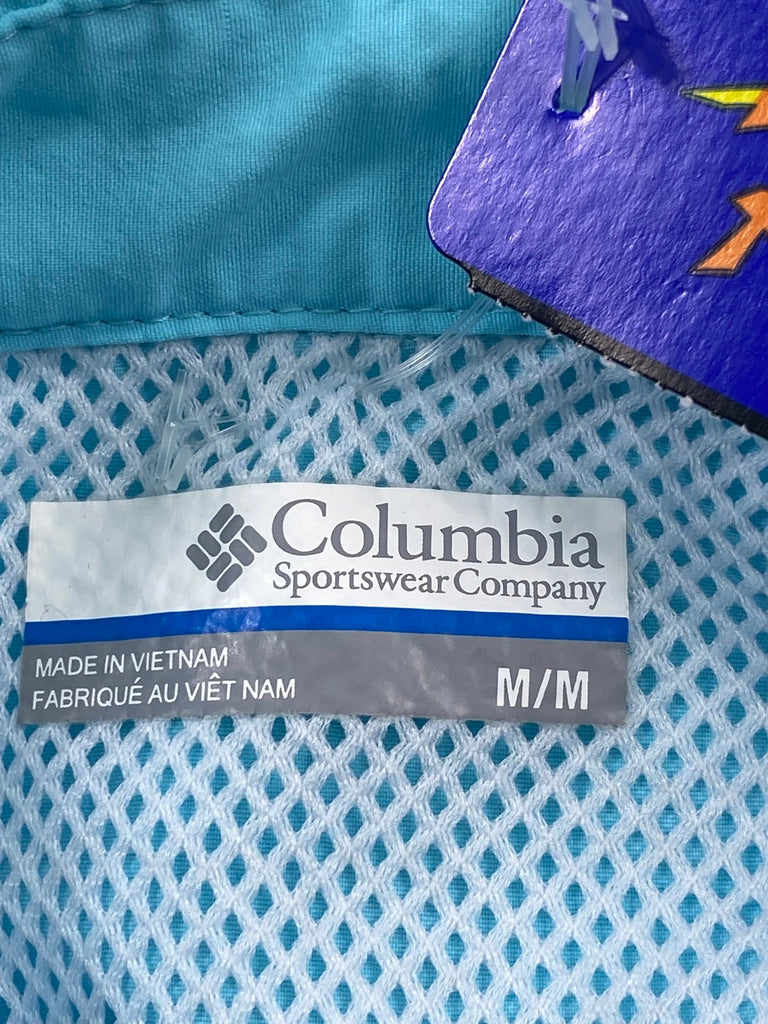 Columbia
Sportswear Company
MADE IN VIETNAM
FABRIQUÉ AU VIÊT NAM
M/M